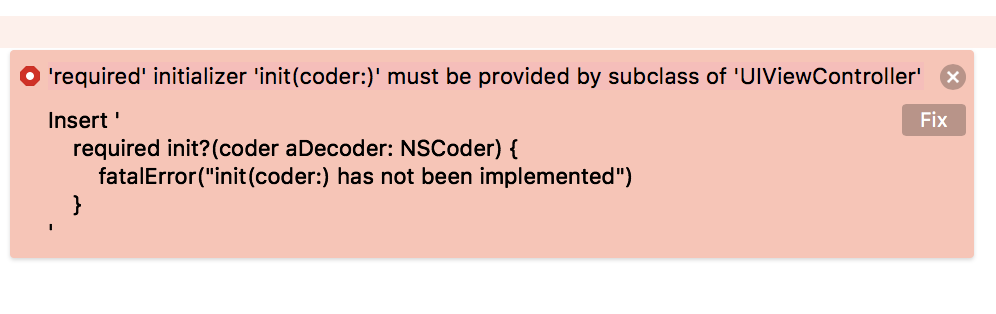 'required' initializer 'init(coder:)' must be provided by subclass of 'UIViewController'
Insert '
Fix
required init?(coder aDecoder: NSCoder) {
fatalError("init(coder:) has not been implemented")
}
'